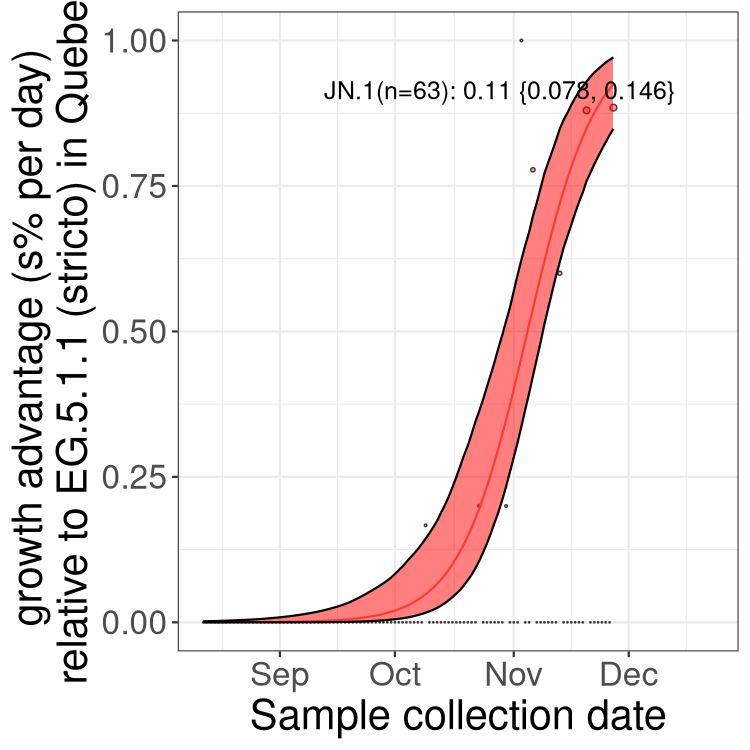 growth advantage (s% per day)
relative to EG.5.1.1 (stricto) in Quebe
1.00
0.75
0.50
0.25
0.00
JN.1(n=63): 0.11 {0.078, 0.146}
Sep Oct Nov Dec
Sample collection date